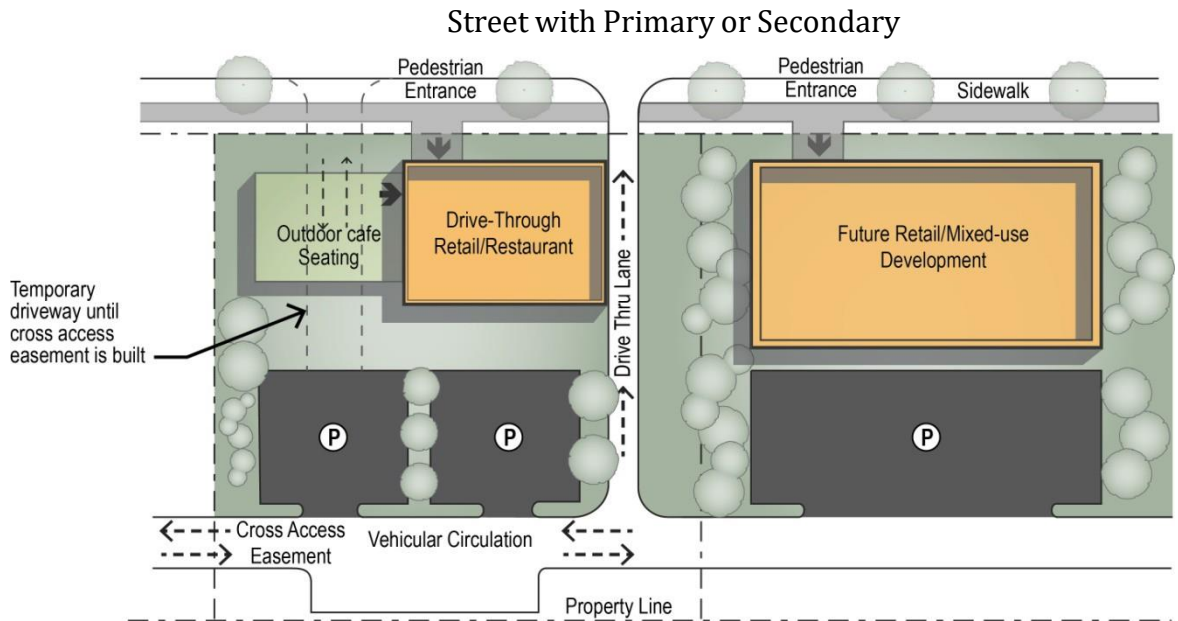 Street with Primary or Secondary
Pedestrian
Entrance
Pedestrian
Entrance
Sidewalk
Outdoor cafe
Seating
Drive-Through
Retail/Restaurant
Drive Thru Lane
Future Retail/Mixed-use
Development
Temporary
driveway until
cross access
easement is built
P
P
P
Cross Access
Easement
Vehicular Circulation
Property Line